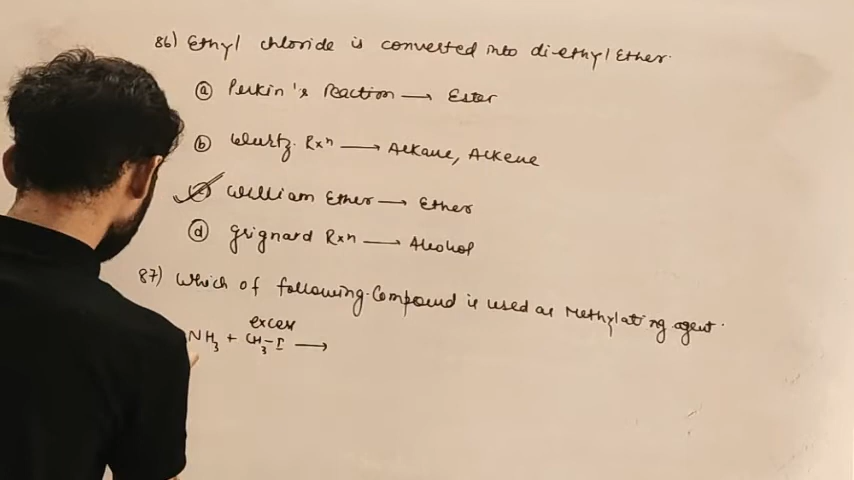 86) Ethyl chloride is converted into di-ethyl Ether.
ⓐ Perkin's reaction → Ester
ⓑ Wurtz. Rxⁿ → Alkane, Alkene
ⓒ William Ether → Ether
ⓓ Grignard Rxⁿ → Alcohol
87) Which of following Compound is used as Methylating agent.
excess
NH₃ + CH₃-I →